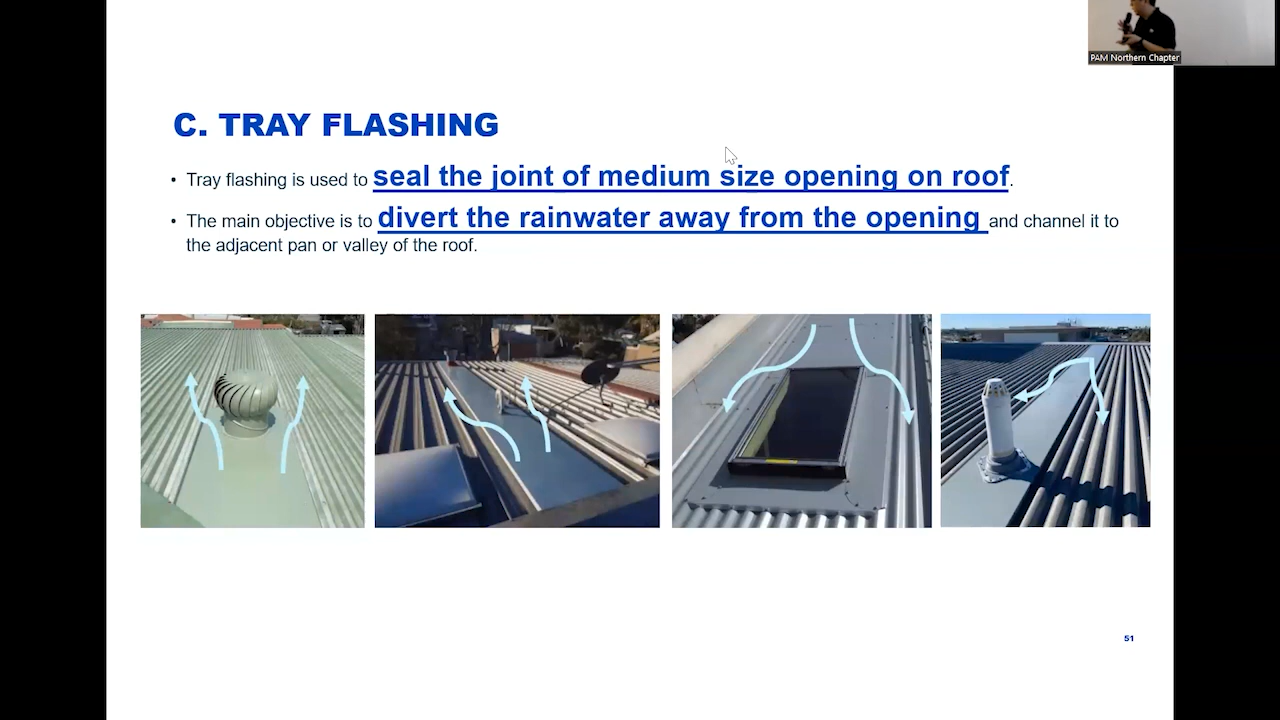 PAM Northern Chapter
C. TRAY FLASHING
• Tray flashing is used to seal the joint of medium size opening on roof.
• The main objective is to divert the rainwater away from the opening and channel it to
the adjacent pan or valley of the roof.
51